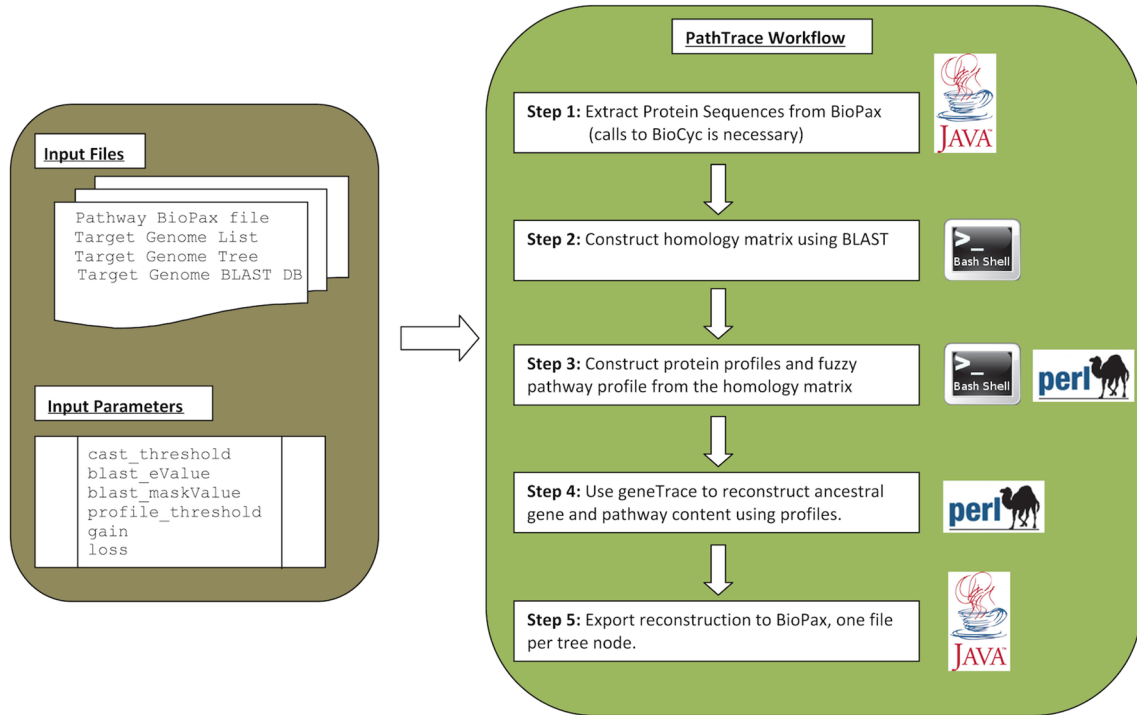 Input Files
Pathway BioPax file
Target Genome List
Target Genome Tree
Target Genome BLAST DB
Input Parameters
cast_threshold
blast_eValue
blast_maskValue
profile_threshold
gain
loss
PathTrace Workflow
Step 1: Extract Protein Sequences from BioPax
(calls to BioCyc is necessary)
JAVA™
Step 2: Construct homology matrix using BLAST
>_
Bash Shell
Step 3: Construct protein profiles and fuzzy
pathway profile from the homology matrix
>_
Bash Shell
perl
Step 4: Use geneTrace to reconstruct ancestral
gene and pathway content using profiles.
perl
Step 5: Export reconstruction to BioPax, one file
per tree node.
JAVA™